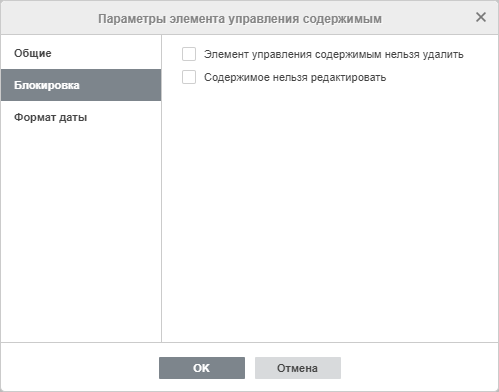 Параметры элемента управления содержимым
Общие
Блокировка
Формат даты
Элемент управления содержимым нельзя удалить
Содержимое нельзя редактировать
OK
Отмена